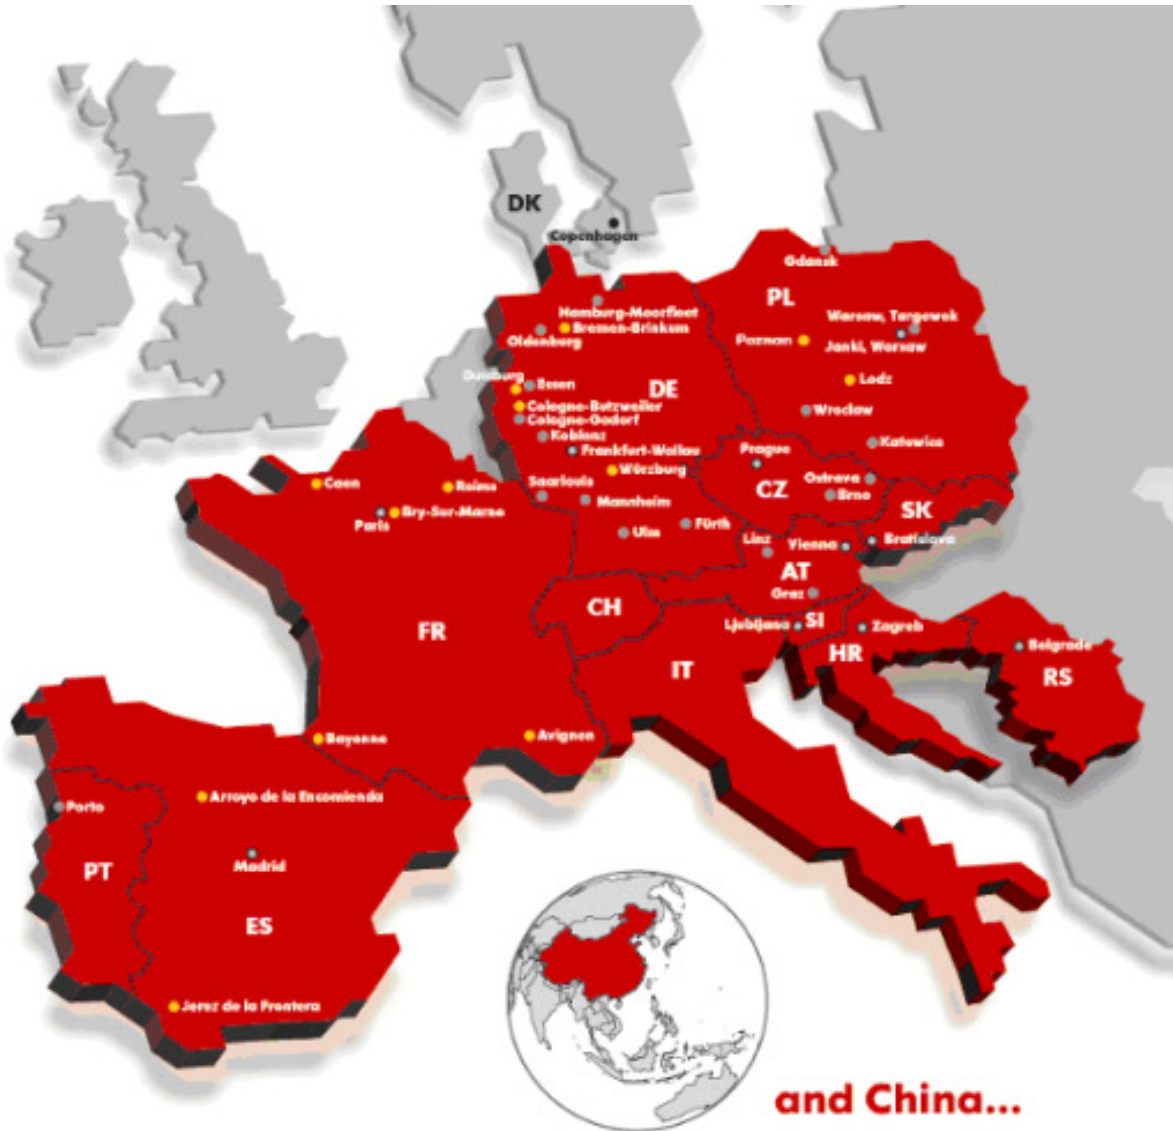 DK
Copenhagen
Gdansk
PL
Hamburg-Moorfleet
Warsaw, Targowek
Bremen-Brinkum
Oldenburg
Poznan
Janki, Warsaw
Duisburg
Essen
DE
Lodz
Cologne-Butzweiler
Wroclaw
Cologne-Godorf
Koblenz
Katowice
Frankfurt-Wallau
Prague
Würzburg
Caen
Reims
Saarlouis
Ostrava
CZ
Brno
Mannheim
SK
Paris
Bry-Sur-Marne
Fürth
Ulm
Linz
Vienna
Bratislava
AT
Graz
CH
FR
Ljubljana
SI
Zagreb
HR
Belgrade
IT
RS
Bayonne
Avignon
Arroyo de la Encomienda
Porto
Madrid
PT
ES
Jerez de la Frontera
and China...